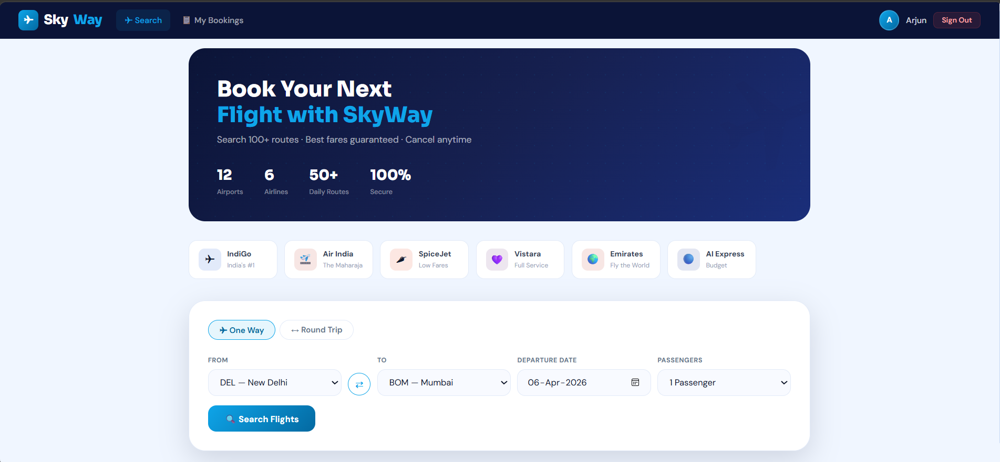 Sky Way
Search
My Bookings
A
Arjun
Sign Out
Book Your Next
Flight with SkyWay
Search 100+ routes · Best fares guaranteed · Cancel anytime
12
Airports
6
Airlines
50+
Daily Routes
100%
Secure
IndiGo
India's #1
Air India
The Maharaja
SpiceJet
Low Fares
Vistara
Full Service
Emirates
Fly the World
AI Express
Budget
One Way
↔ Round Trip
FROM
DEL — New Delhi
TO
BOM — Mumbai
DEPARTURE DATE
06-Apr-2026
PASSENGERS
1 Passenger
Search Flights